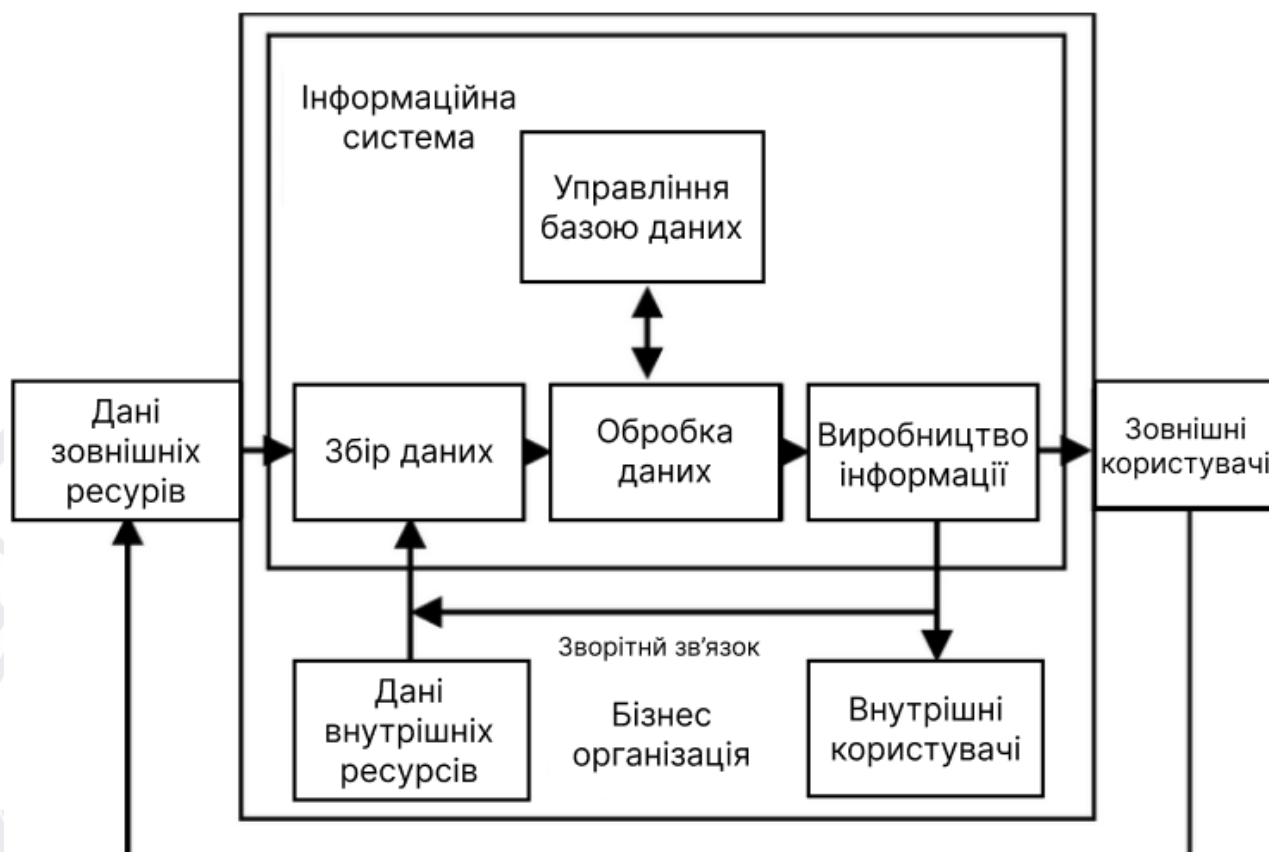 Інформаційна
система
Управління
базою даних
Дані
зовнішніх
ресурів
Збір даних
Обробка
даних
Виробництво
інформації
Зовнішні
користувачі
Зворітнй зв'язок
Дані
внутрішніх
ресурсів
Бізнес
організація
Внутрішні
користувачі